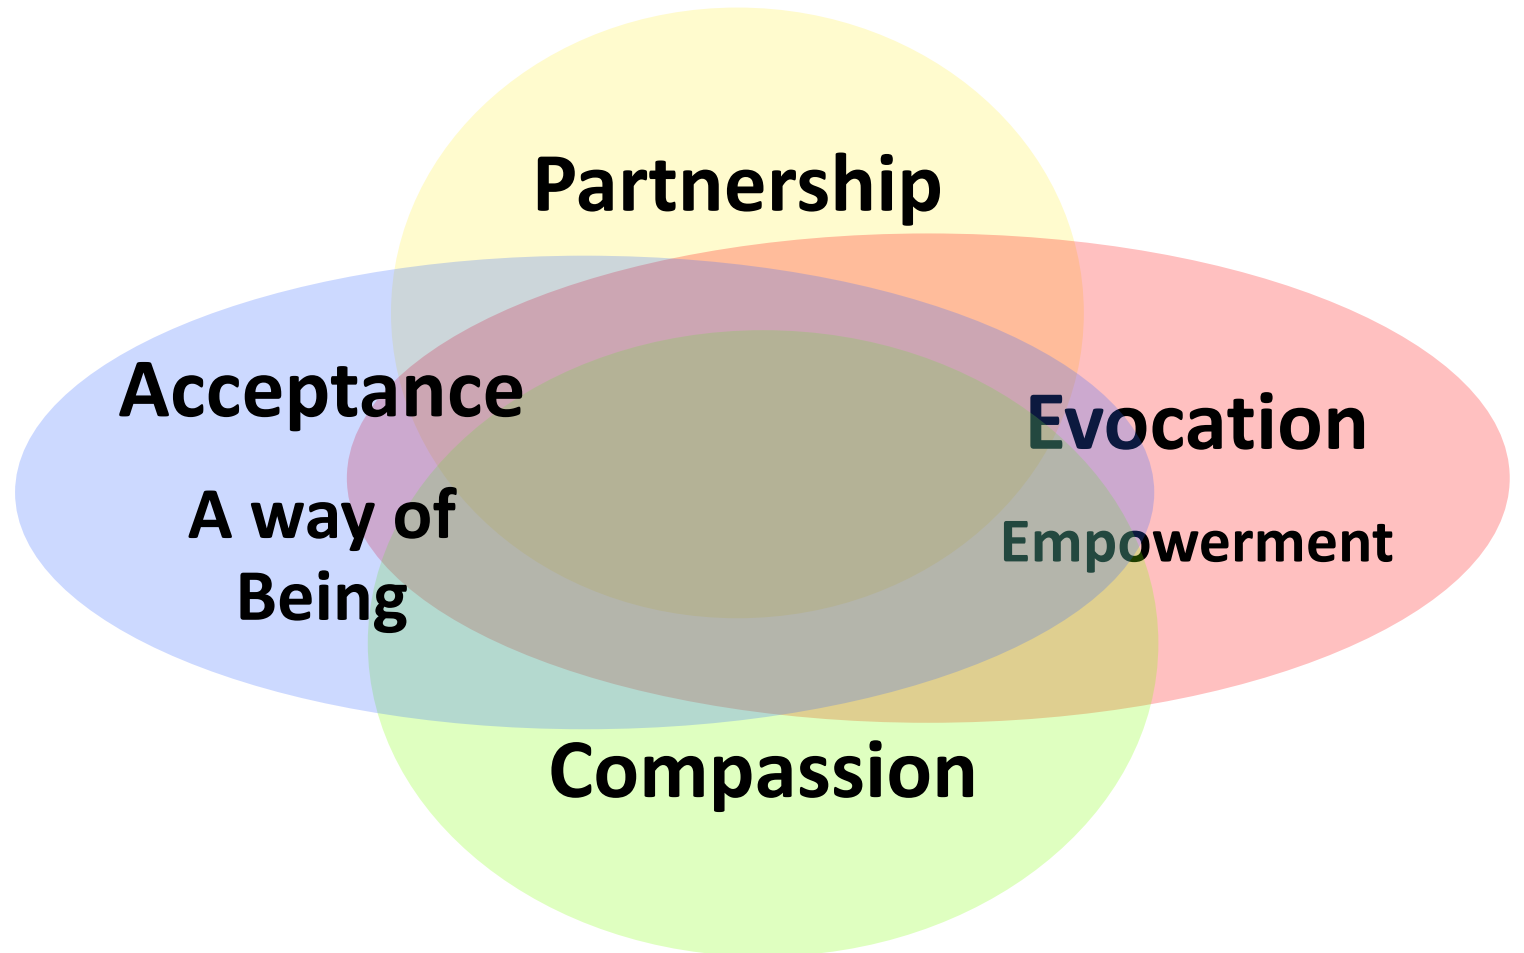 Partnership
Acceptance
A way of
Being
Evocation
Empowerment
Compassion